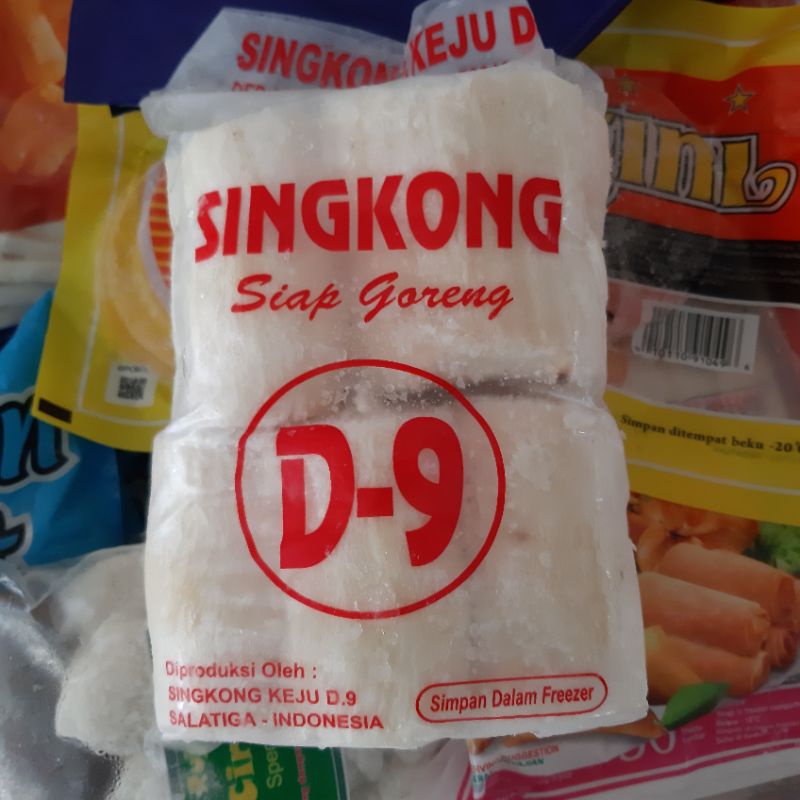 SINGKONG KEJU D
SINGKONG
Siap Goreng
D-9
Diproduksi Oleh :
SINGKONG KEJU D.9
SALATIGA - INDONESIA
Simpan Dalam Freezer
Simpan ditempat beku -20